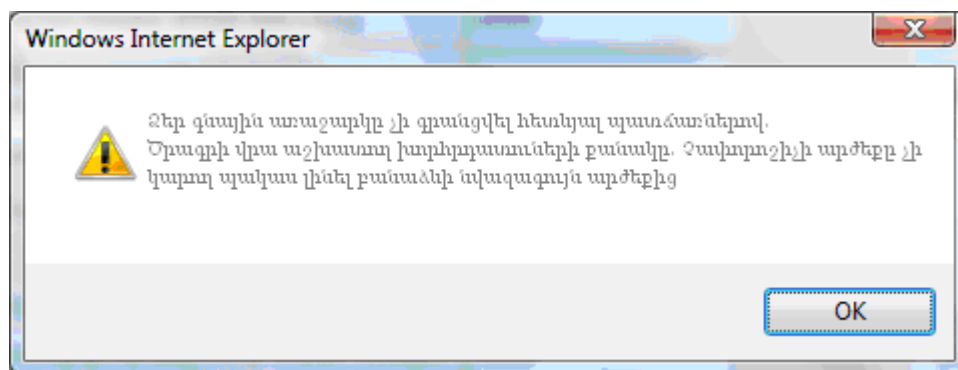 Windows Internet Explorer
Ձեր գնային առաջարկը չի գրանցվել հետևյալ պատճառներով.
Ծրագրի վրա աշխատող խորհրդատուների քանակը. Չափորոշիչի արժեքը չի
կարող պակաս լինել բանաձևի նվազագույն արժեքից
OK